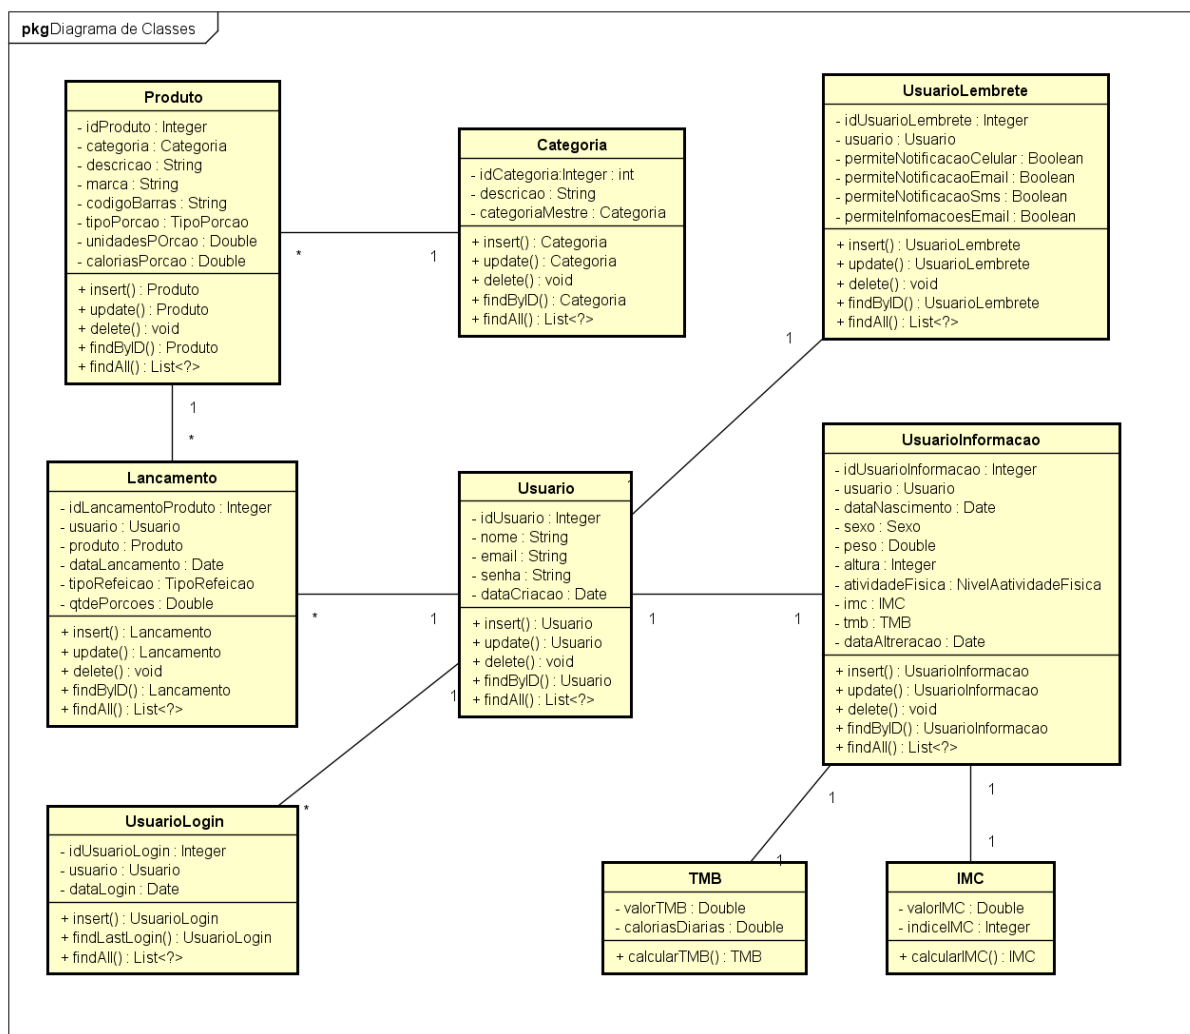 pkg Diagrama de Classes
Produto
- idProduto : Integer
- categoria : Categoria
- descricao : String
- marca : String
- codigoBarras : String
- tipoPorcao : TipoPorcao
- unidadesPOrcao : Double
- caloriasPorcao : Double
+ insert() : Produto
+ update() : Produto
+ delete() : void
+ findByID() : Produto
+ findAll() : List<?>
Categoria
- idCategoria:Integer : int
- descricao : String
- categoriaMestre : Categoria
+ insert() : Categoria
+ update() : Categoria
+ delete() : void
+ findByID() : Categoria
+ findAll() : List<?>
*
1
UsuarioLembrete
- idUsuarioLembrete : Integer
- usuario : Usuario
- permiteNotificacaoCelular : Boolean
- permiteNotificacaoEmail : Boolean
- permiteNotificacaoSms : Boolean
- permiteInfomacoesEmail : Boolean
+ insert() : UsuarioLembrete
+ update() : UsuarioLembrete
+ delete() : void
+ findByID() : UsuarioLembrete
+ findAll() : List<?>
1
1
1
*
Lancamento
- idLancamentoProduto : Integer
- usuario : Usuario
- produto : Produto
- dataLancamento : Date
- tipoRefeicao : TipoRefeicao
- qtdePorcoes : Double
+ insert() : Lancamento
+ update() : Lancamento
+ delete() : void
+ findByID() : Lancamento
+ findAll() : List<?>
*
1
Usuario
- idUsuario : Integer
- nome : String
- email : String
- senha : String
- dataCriacao : Date
+ insert() : Usuario
+ update() : Usuario
+ delete() : void
+ findByID() : Usuario
+ findAll() : List<?>
1
1
UsuarioInformacao
- idUsuarioInformacao : Integer
- usuario : Usuario
- dataNascimento : Date
- sexo : Sexo
- peso : Double
- altura : Integer
- atividadeFisica : NivelAatividadeFisica
- imc : IMC
- tmb : TMB
- dataAltreracao : Date
+ insert() : UsuarioInformacao
+ update() : UsuarioInformacao
+ delete() : void
+ findByID() : UsuarioInformacao
+ findAll() : List<?>
1
*
UsuarioLogin
- idUsuarioLogin : Integer
- usuario : Usuario
- dataLogin : Date
+ insert() : UsuarioLogin
+ findLastLogin() : UsuarioLogin
+ findAll() : List<?>
1
1
TMB
- valorTMB : Double
- caloriasDiarias : Double
+ calcularTMB() : TMB
1
1
IMC
- valorIMC : Double
- indiceIMC : Integer
+ calcularIMC() : IMC